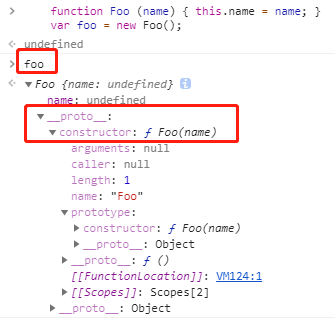 > function Foo (name) { this.name = name; }
var foo = new Foo();
< undefined
> foo
< ▼ Foo {name: undefined} i
name: undefined
▼ __proto__:
▼ constructor: ƒ Foo(name)
arguments: null
caller: null
length: 1
name: "Foo"
▼ prototype:
▶ constructor: ƒ Foo(name)
▶ __proto__: Object
▶ __proto__: ƒ ()
[[FunctionLocation]]: VM124:1
▶ [[Scopes]]: Scopes[2]
▶ __proto__: Object